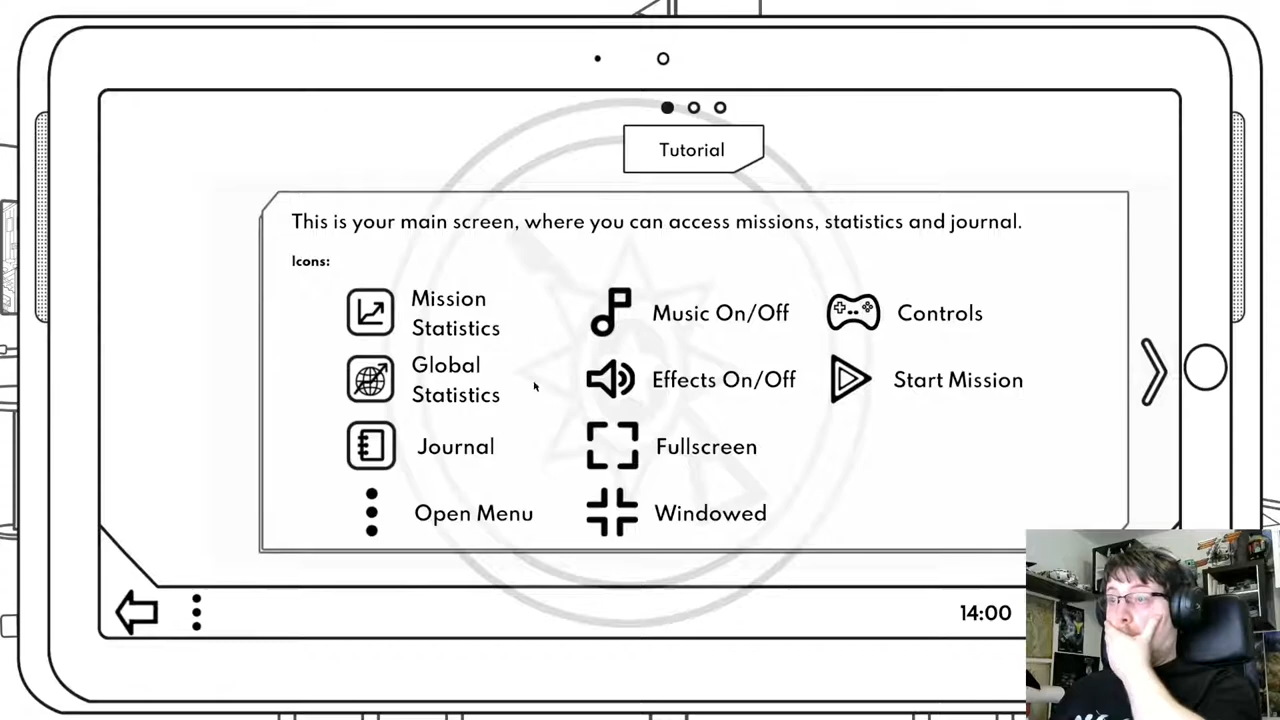 Tutorial
This is your main screen, where you can access missions, statistics and journal.
Icons:
Mission
Statistics
Music On/Off
Controls
Global
Statistics
Effects On/Off
Start Mission
Journal
Fullscreen
Open Menu
Windowed
14:00